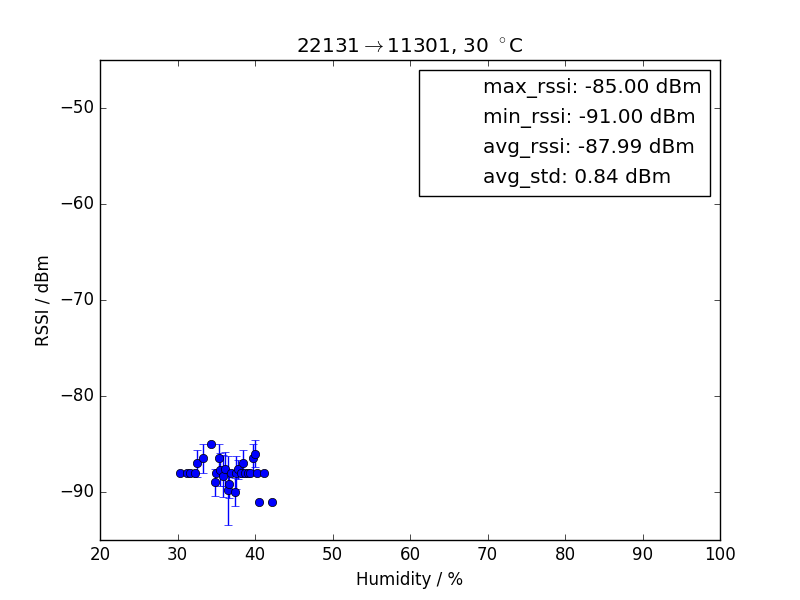 22131→11301, 30 °C
max_rssi: -85.00 dBm
min_rssi: -91.00 dBm
avg_rssi: -87.99 dBm
avg_std: 0.84 dBm
−50
−60
−70
−80
−90
RSSI / dBm
20 30 40 50 60 70 80 90 100
Humidity / %